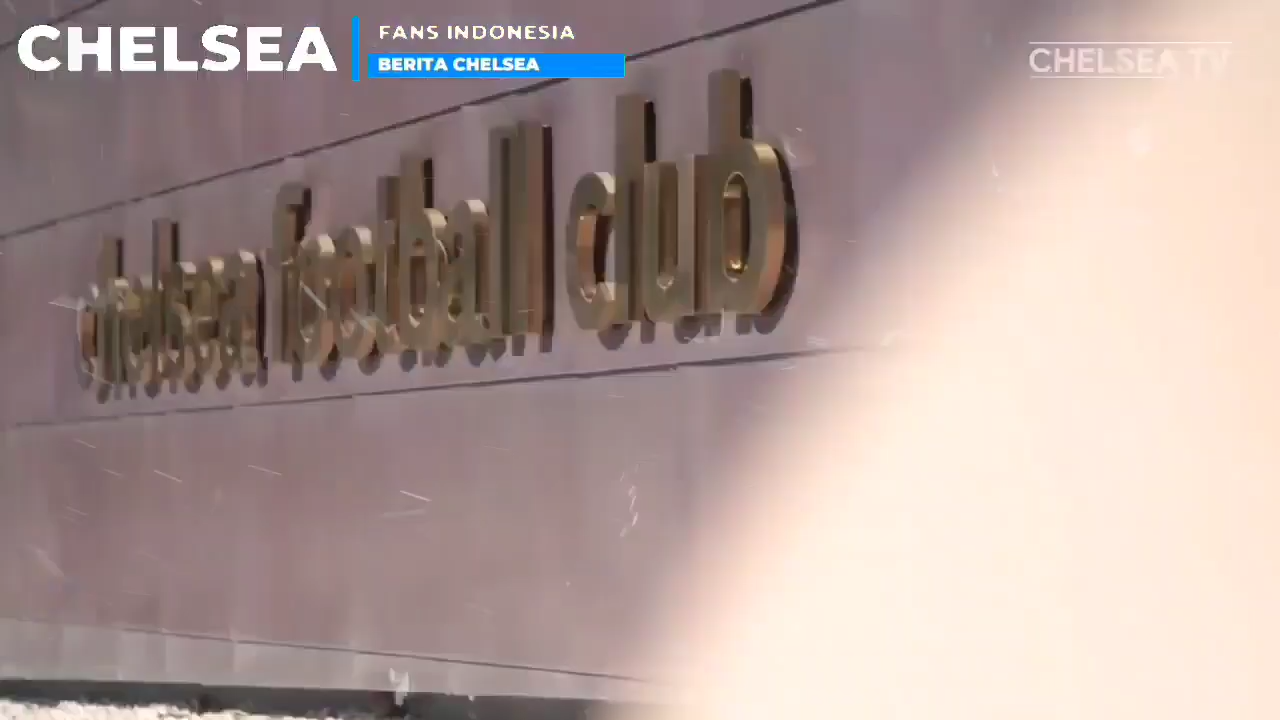 CHELSEA
FANS INDONESIA
BERITA CHELSEA
CHELSEA TV
chelsea football club